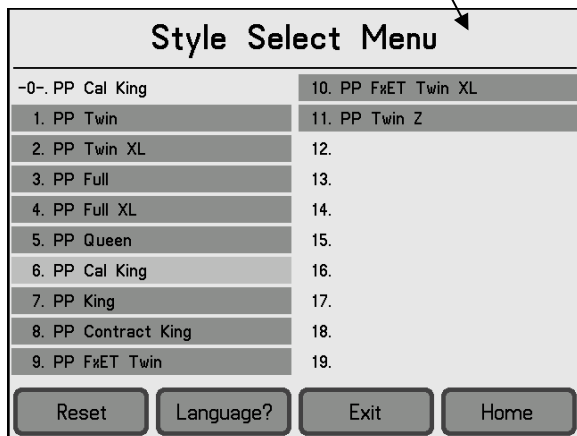 Style Select Menu
-0-. PP Cal King
1. PP Twin
2. PP Twin XL
3. PP Full
4. PP Full XL
5. PP Queen
6. PP Cal King
7. PP King
8. PP Contract King
9. PP FxET Twin
10. PP FxET Twin XL
11. PP Twin Z
12.
13.
14.
15.
16.
17.
18.
19.
Reset Language? Exit Home